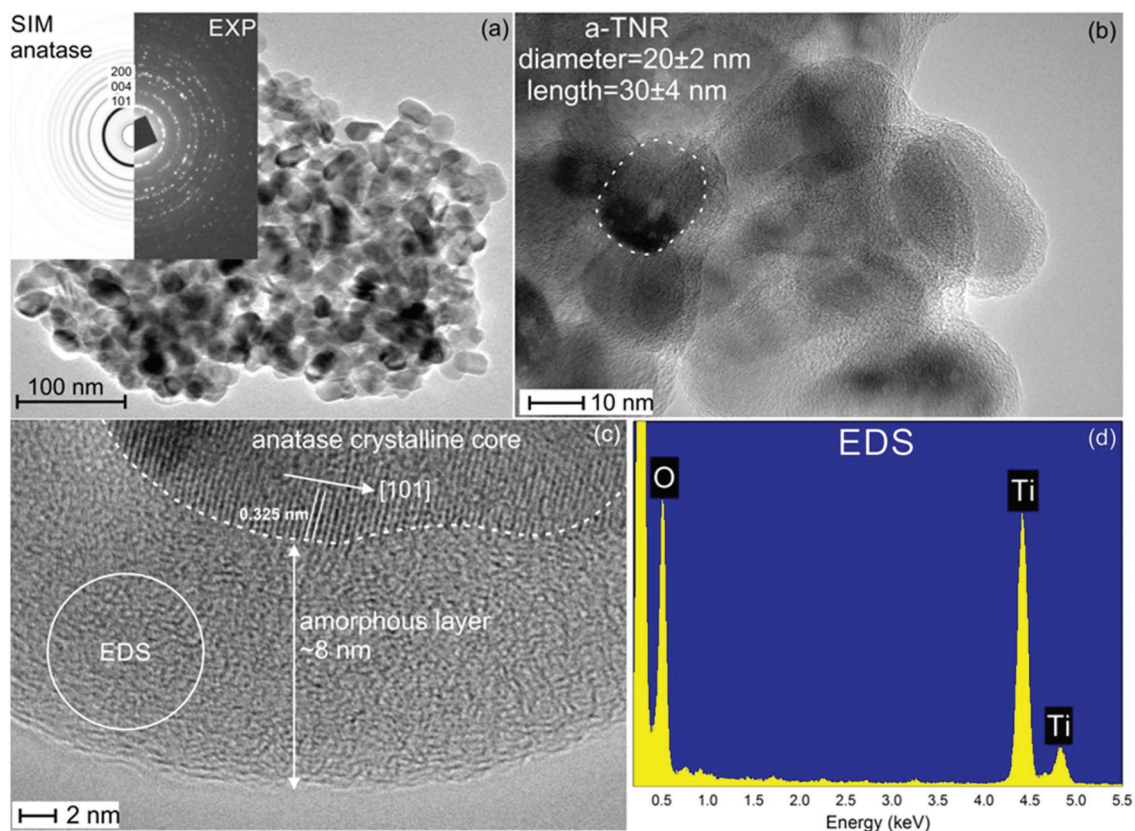 SIM
anatase
EXP
(a)
200
004
101
100 nm
a-TNR
diameter=20±2 nm
length=30±4 nm
(b)
10 nm
anatase crystalline core
(c)
[101]
0.325 nm
amorphous layer
~8 nm
EDS
2 nm
EDS
(d)
O
Ti
Ti
0.5 1.0 1.5 2.0 2.5 3.0 3.5 4.0 4.5 5.0 5.5
Energy (keV)